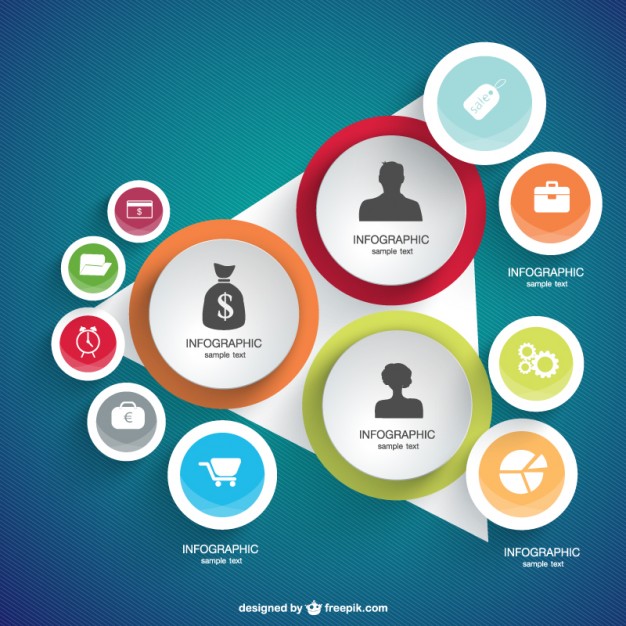 sale
$
INFOGRAPHIC
sample text
INFOGRAPHIC
sample text
$
INFOGRAPHIC
sample text
€
INFOGRAPHIC
sample text
INFOGRAPHIC
sample text
INFOGRAPHIC
sample text
designed by freepik.com